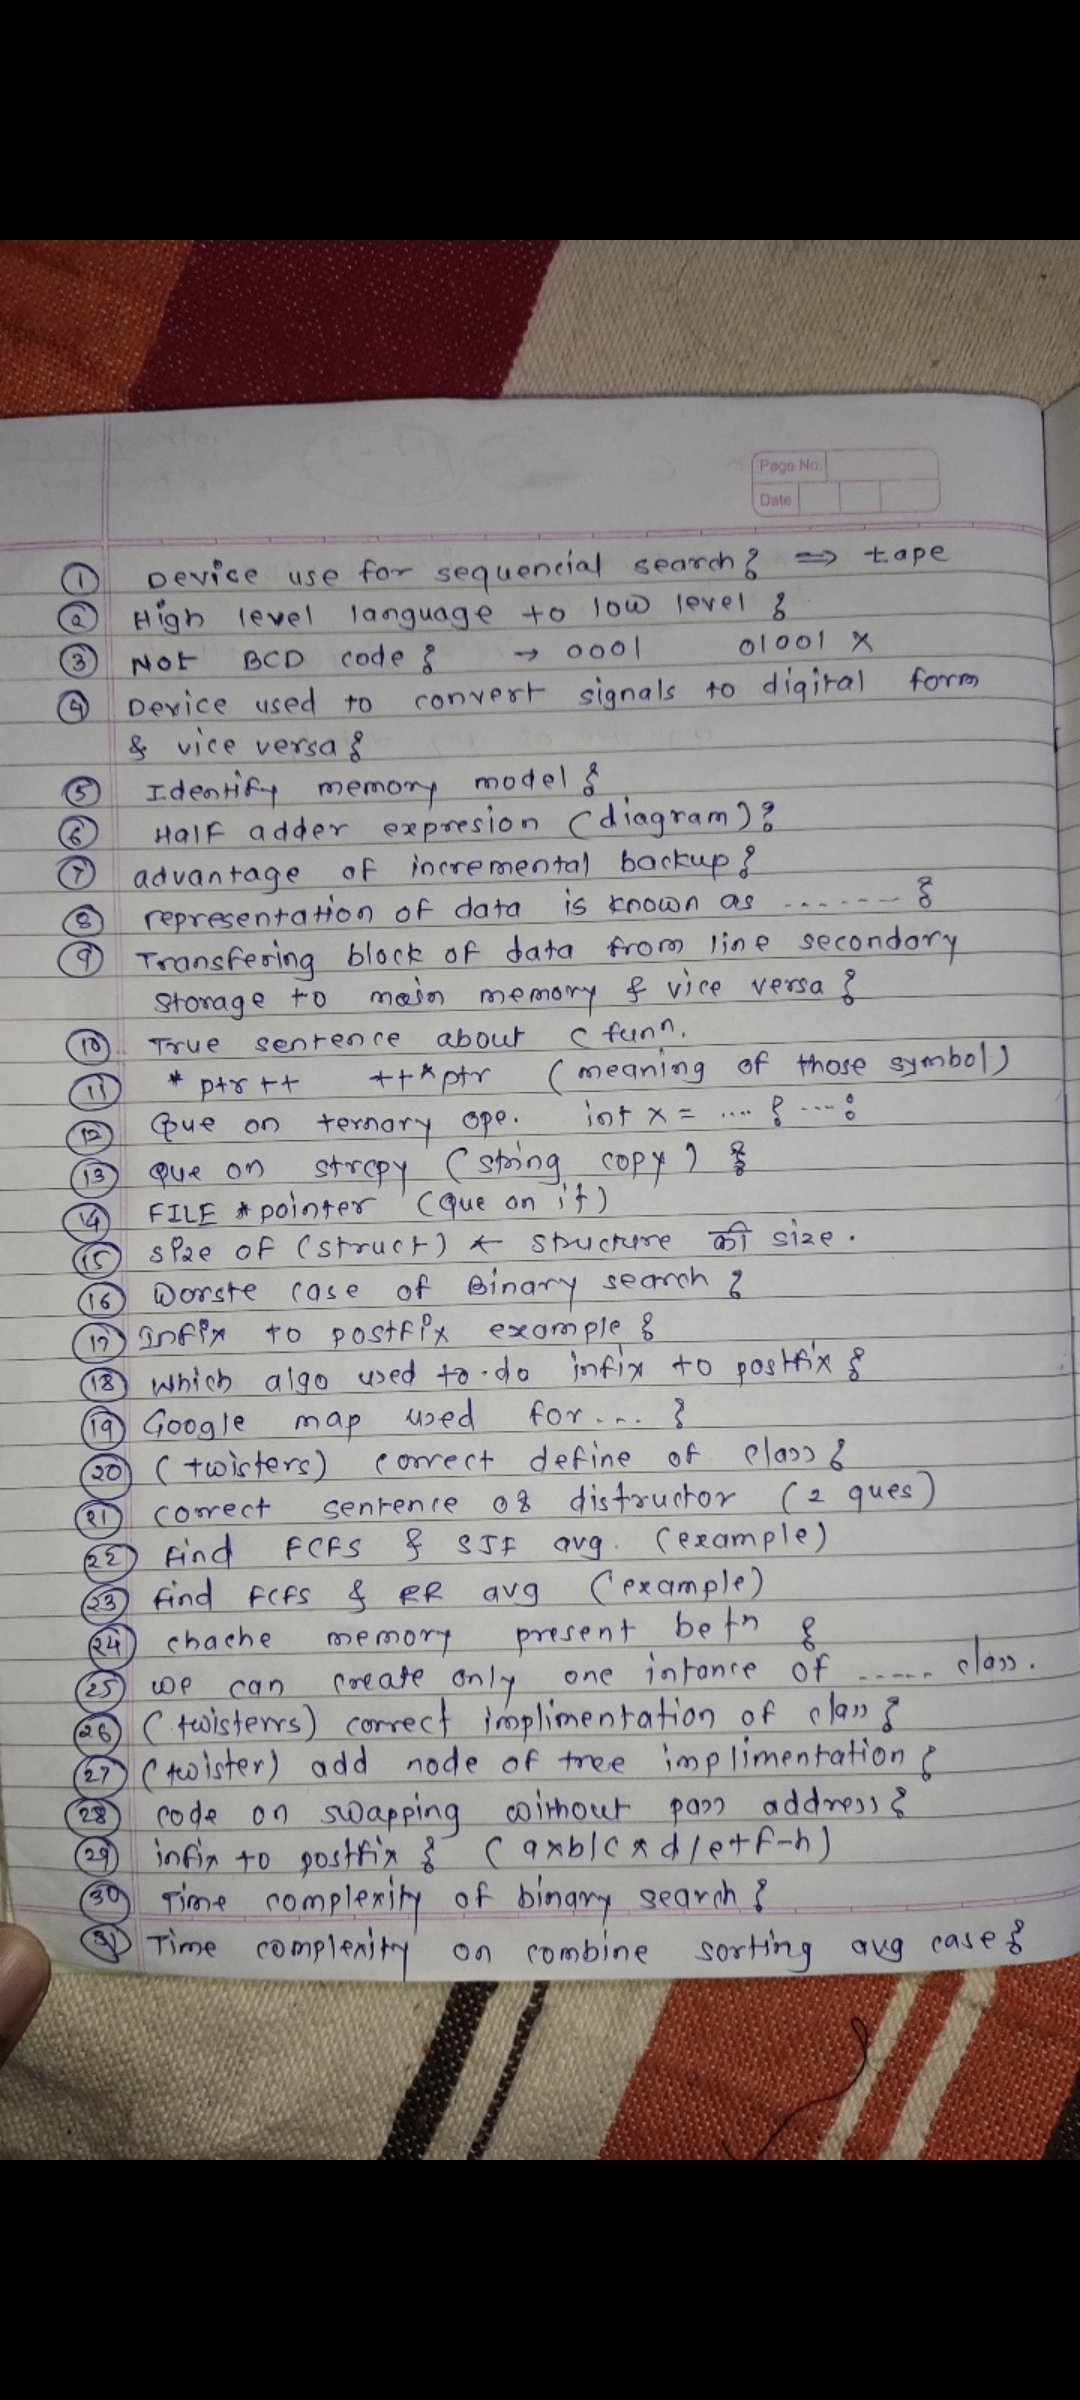 Page No.
Date
① Device use for sequencial search? ⇒ tape
② High level language to low level ?
③ Not BCD code ? → 0001 01001 ×
④ Device used to convert signals to digital form
& vice versa?
⑤ Identify memory model ?
⑥ Half adder expresion (diagram)?
⑦ advantage of incremental backup?
⑧ representation of data is known as ....... ?
⑨ Transfering block of data from line secondory
storage to main memory & vice versa ?
⑩ True sentence about C funn.
⑪ * ptr ++ ++*ptr (meaning of those symbol)
⑫ Que on ternary ope. int x = .... ? .... :
⑬ Que on strcpy (string copy) ?
⑭ FILE * pointer (Que on it)
⑮ size of (struct) ← structure की size .
⑯ Worste case of Binary search ?
⑰ Infix to postfix example ?
⑱ which algo used to do infix to postfix ?
⑲ Google map used for ... ?
⑳ (twisters) correct define of class ?
㉑ correct sentence of distructor (2 ques)
㉒ Find FCFS & SJF avg. (example)
㉓ find FCFS & RR avg (example)
㉔ chache memory present betn ?
㉕ we can create only one intance of ..... class.
㉖ (twisterrs) correct implimentation of class ?
㉗ (twister) add node of tree implimentation ?
㉘ code on swapping without pass address ?
㉙ infix to postfix ? (a×b/c*d/e+f-h)
㉚ Time complexity of binary search ?
㉛ Time complexity on combine sorting avg case ?